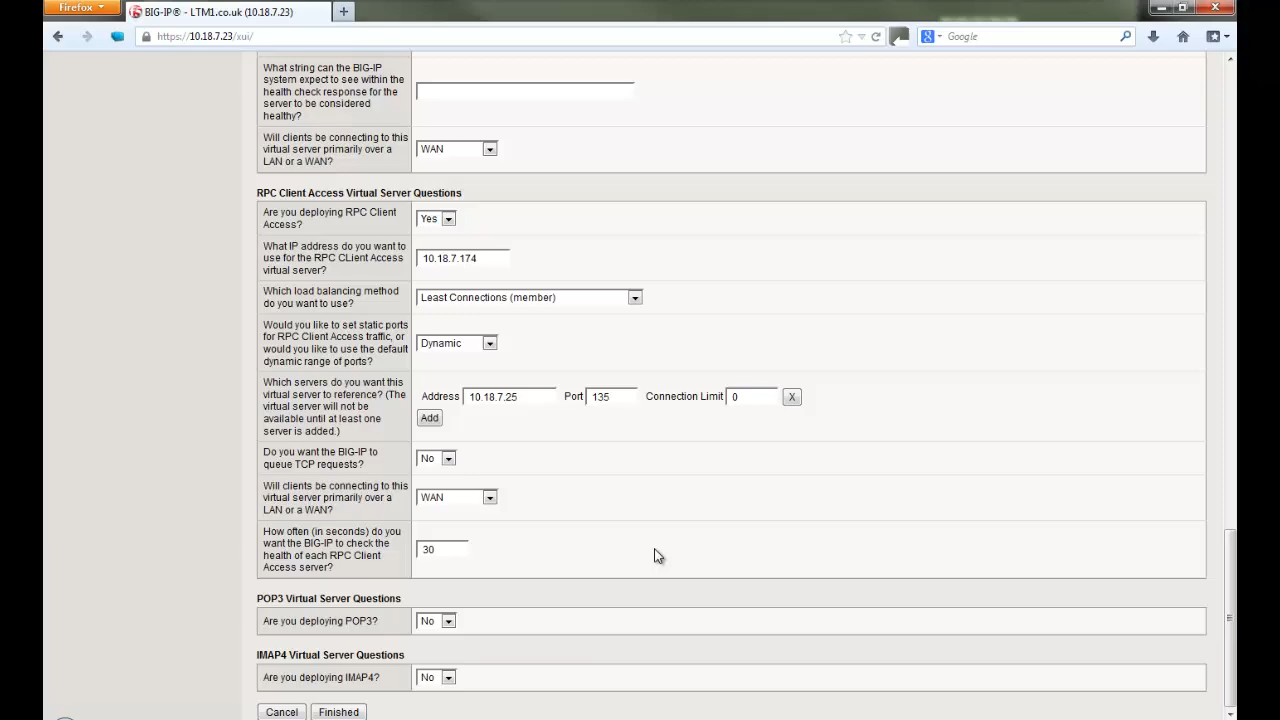 Firefox
BIG-IP® - LTM1.co.uk (10.18.7.23)
https://10.18.7.23/xui/
Google
What string can the BIG-IP
system expect to see within the
health check response for the
server to be considered
healthy?
Will clients be connecting to this
virtual server primarily over a
LAN or a WAN?
WAN
RPC Client Access Virtual Server Questions
Are you deploying RPC Client
Access?
Yes
What IP address do you want to
use for the RPC CLient Access
virtual server?
10.18.7.174
Which load balancing method
do you want to use?
Least Connections (member)
Would you like to set static ports
for RPC Client Access traffic, or
would you like to use the default
dynamic range of ports?
Dynamic
Which servers do you want this
virtual server to reference? (The
virtual server will not be
available until at least one
server is added.)
Address 10.18.7.25 Port 135 Connection Limit 0 X
Add
Do you want the BIG-IP to
queue TCP requests?
No
Will clients be connecting to this
virtual server primarily over a
LAN or a WAN?
WAN
How often (in seconds) do you
want the BIG-IP to check the
health of each RPC Client
Access server?
30
POP3 Virtual Server Questions
Are you deploying POP3?
No
IMAP4 Virtual Server Questions
Are you deploying IMAP4?
No
Cancel Finished